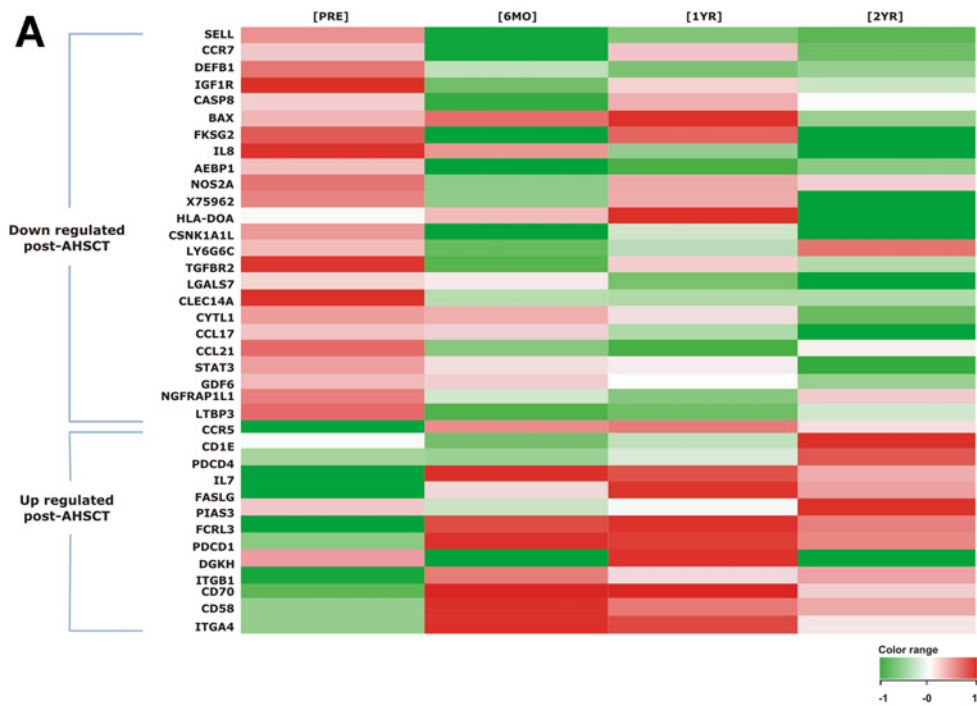 A
[PRE] [6MO] [1YR] [2YR]
SELL
CCR7
DEFB1
IGF1R
CASP8
BAX
FKSG2
IL8
AEBP1
NOS2A
X75962
HLA-DOA
Down regulated
post-AHSCT
CSNK1A1L
LY6G6C
TGFBR2
LGALS7
CLEC14A
CYTL1
CCL17
CCL21
STAT3
GDF6
NGFRAP1L1
LTBP3
CCR5
CD1E
PDCD4
IL7
Up regulated
post-AHSCT
FASLG
PIAS3
FCRL3
PDCD1
DGKH
ITGB1
CD70
CD58
ITGA4
Color range
-1 -0 1